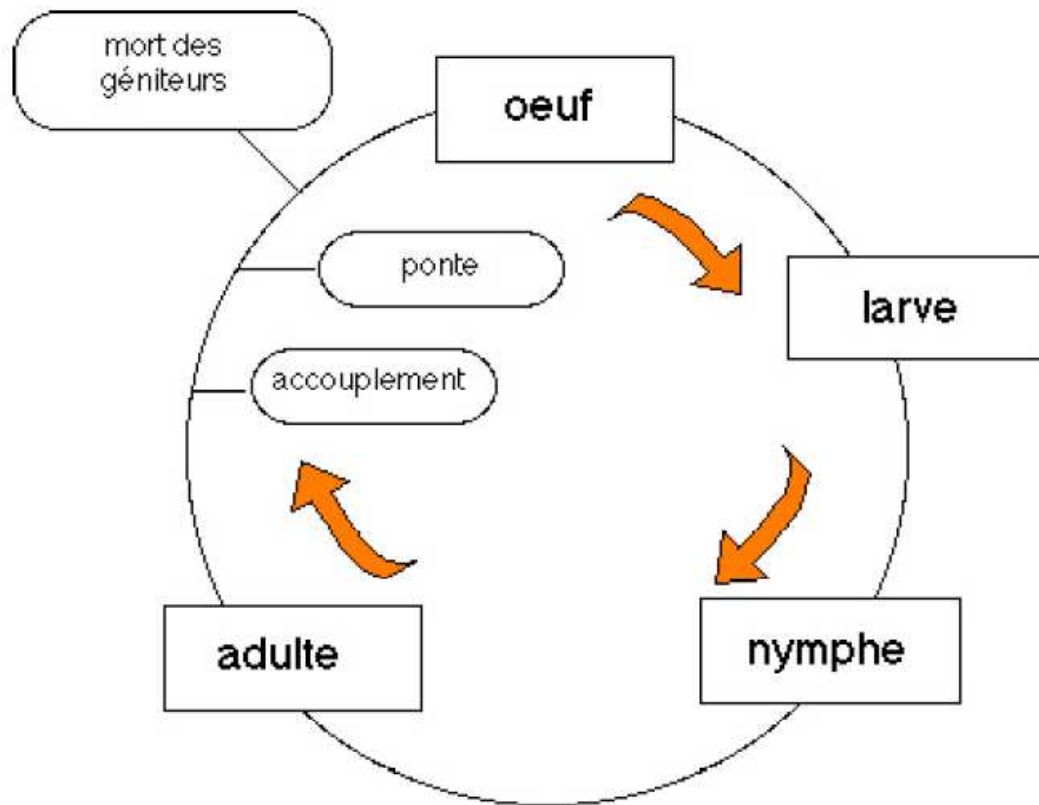 mort des
géniteurs
oeuf
ponte
larve
accouplement
adulte
nymphe